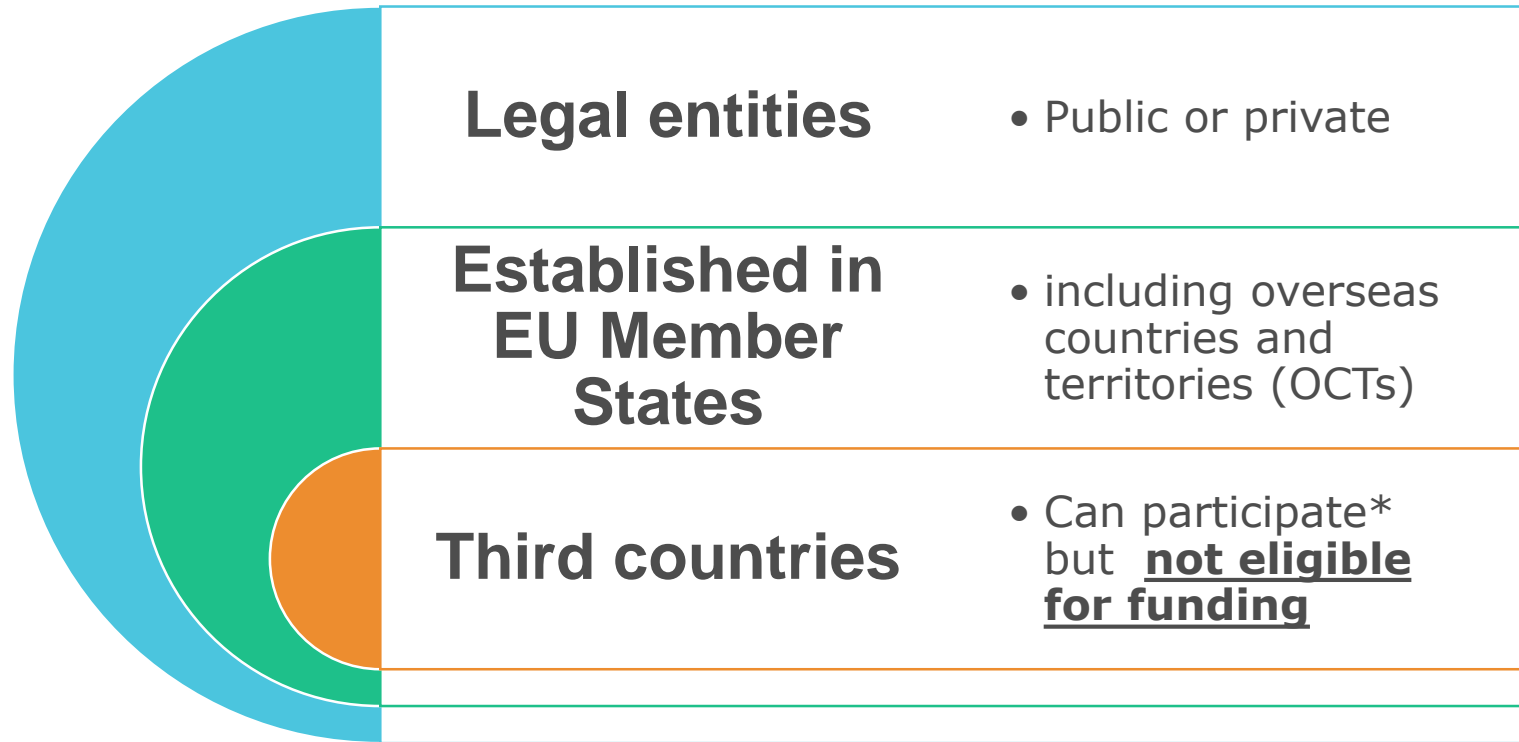 Legal entities
• Public or private
Established in
EU Member
States
• including overseas
countries and
territories (OCTs)
Third countries
• Can participate*
but not eligible
for funding